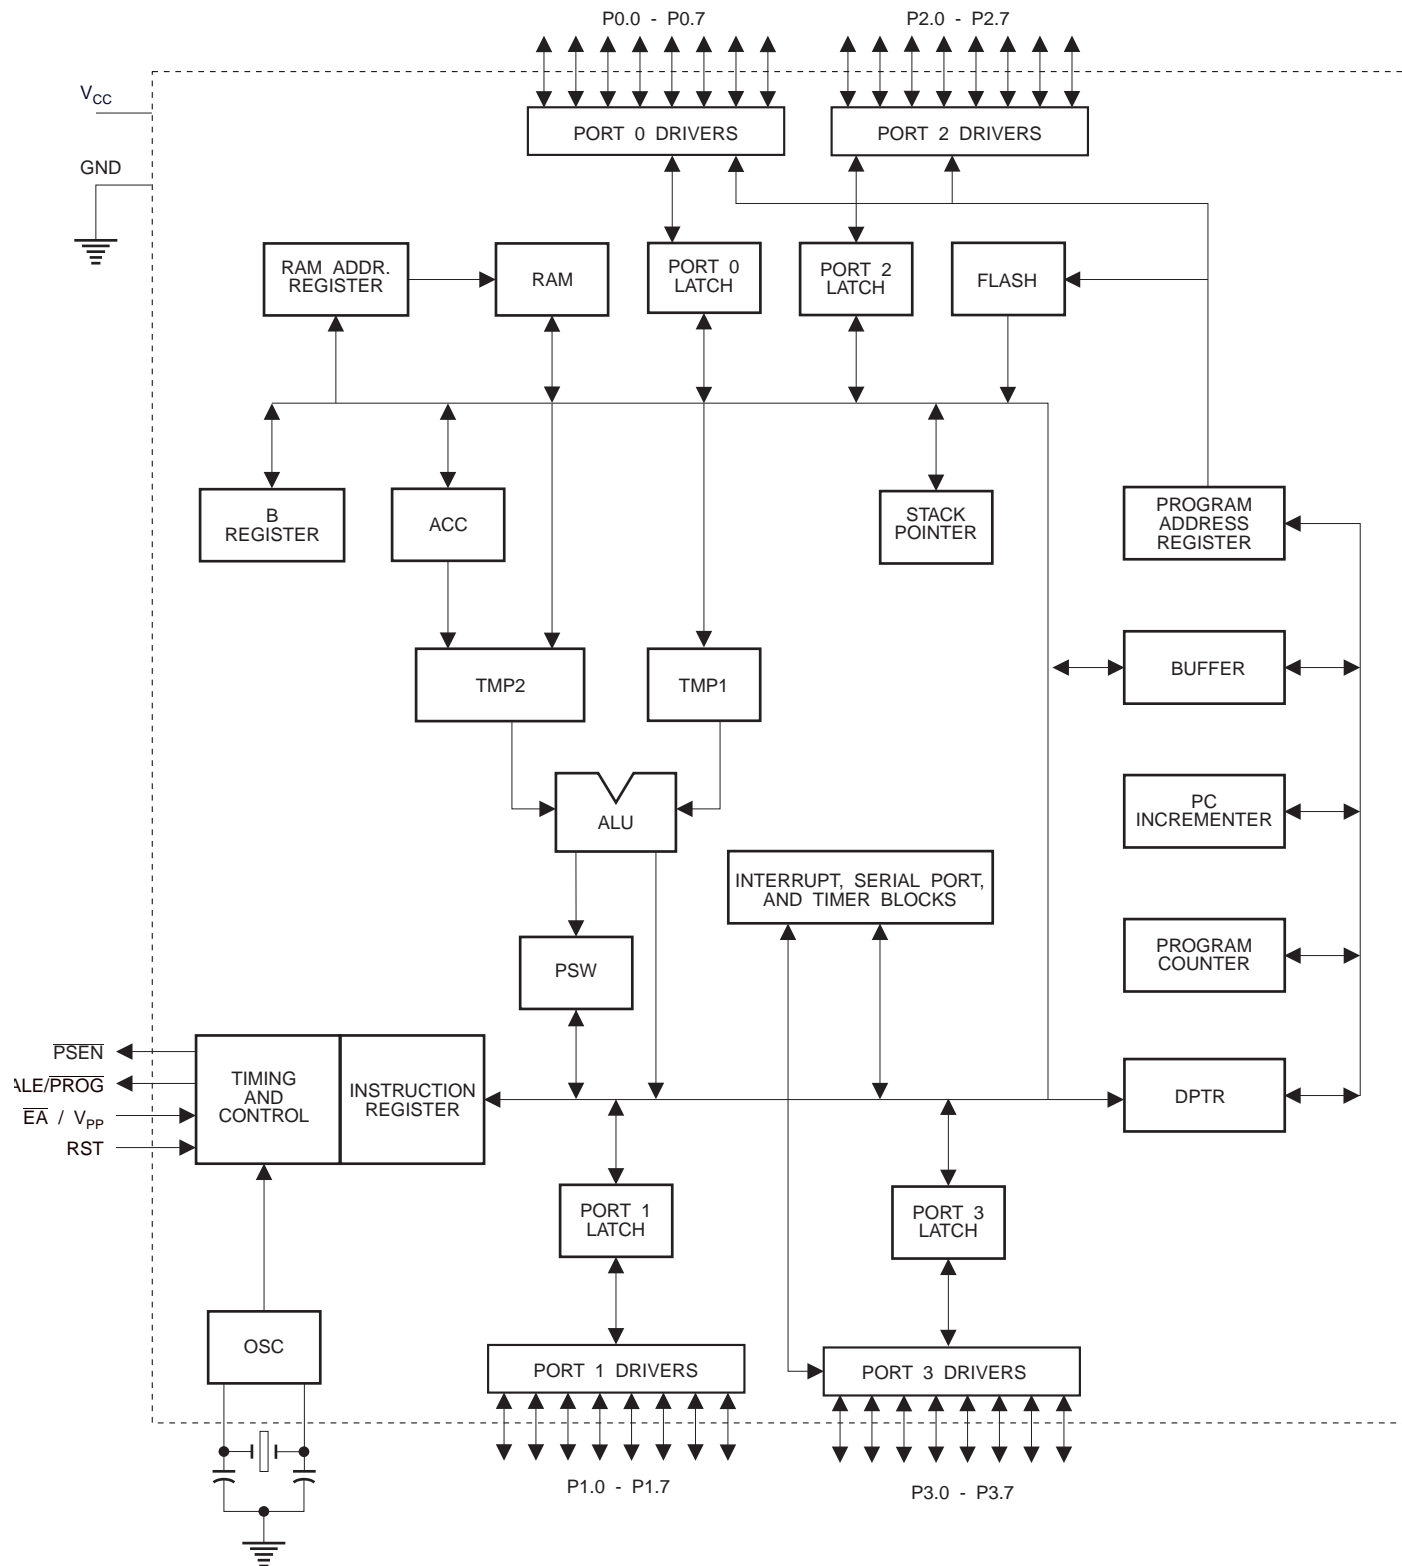 P0.0 - P0.7
P2.0 - P2.7
VCC
PORT 0 DRIVERS
PORT 2 DRIVERS
GND
RAM ADDR.
REGISTER
RAM
PORT 0
LATCH
PORT 2
LATCH
FLASH
B
REGISTER
ACC
STACK
POINTER
PROGRAM
ADDRESS
REGISTER
TMP2
TMP1
BUFFER
ALU
PC
INCREMENTER
INTERRUPT, SERIAL PORT,
AND TIMER BLOCKS
PSW
PROGRAM
COUNTER
PSEN
ALE/PROG
EA / VPP
RST
TIMING
AND
CONTROL
INSTRUCTION
REGISTER
DPTR
PORT 1
LATCH
PORT 3
LATCH
OSC
PORT 1 DRIVERS
PORT 3 DRIVERS
P1.0 - P1.7
P3.0 - P3.7